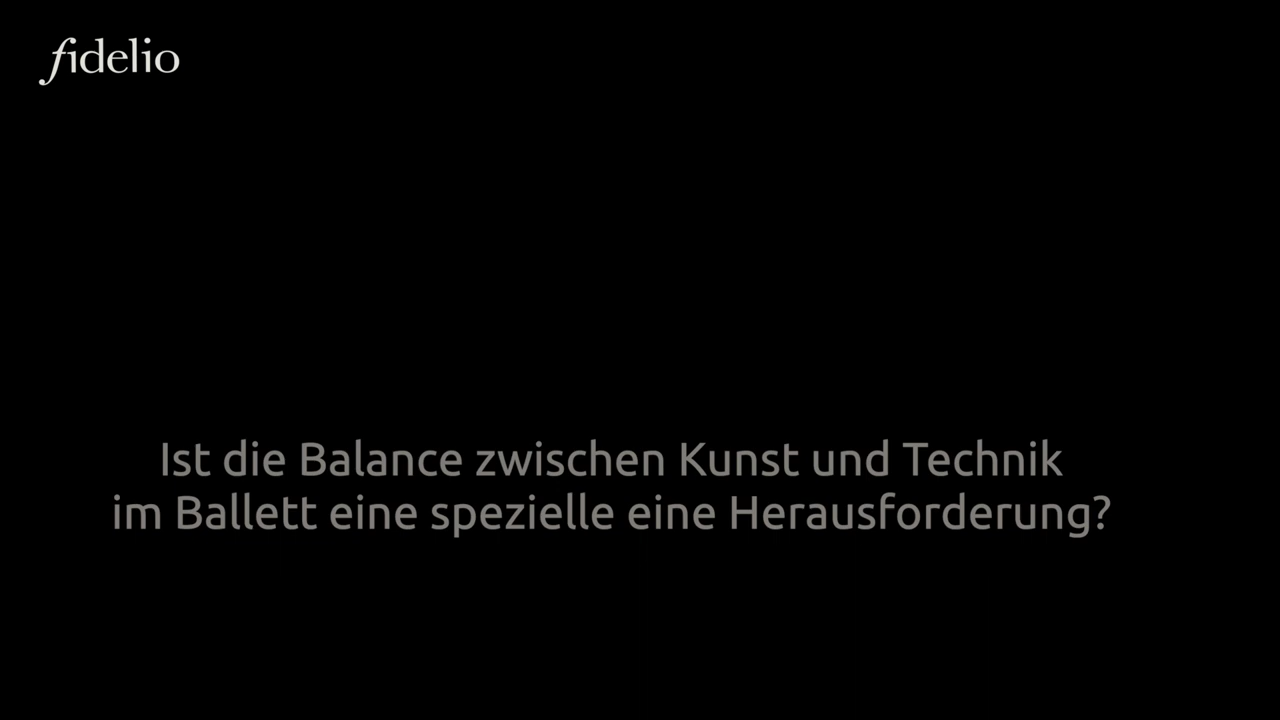 fidelio
Ist die Balance zwischen Kunst und Technik
im Ballett eine spezielle eine Herausforderung?